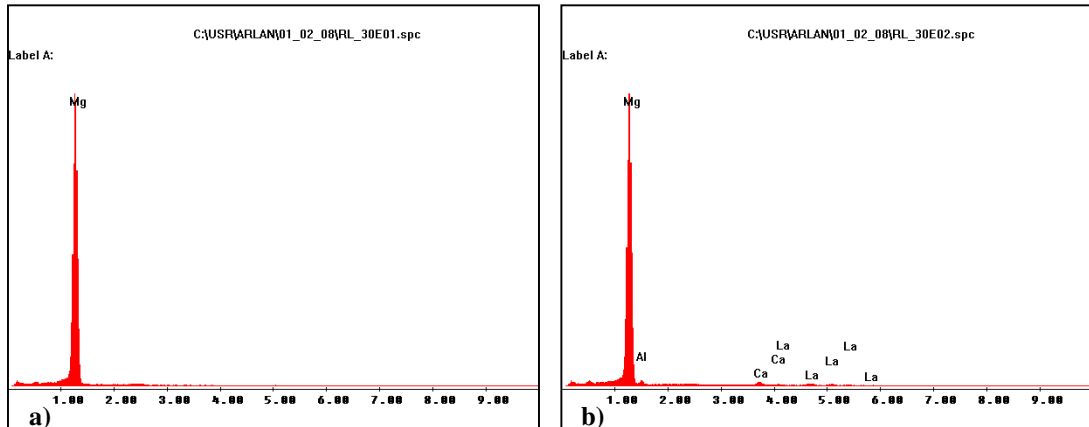 C:\USR\ARLAN\01_02_08\RL_30E01.spc
Label A:
Mg
1.00 2.00 3.00 4.00 5.00 6.00 7.00 8.00 9.00
a)
C:\USR\ARLAN\01_02_08\RL_30E02.spc
Label A:
Mg
La La
Al Ca La
Ca La La
1.00 2.00 3.00 4.00 5.00 6.00 7.00 8.00 9.00
b)